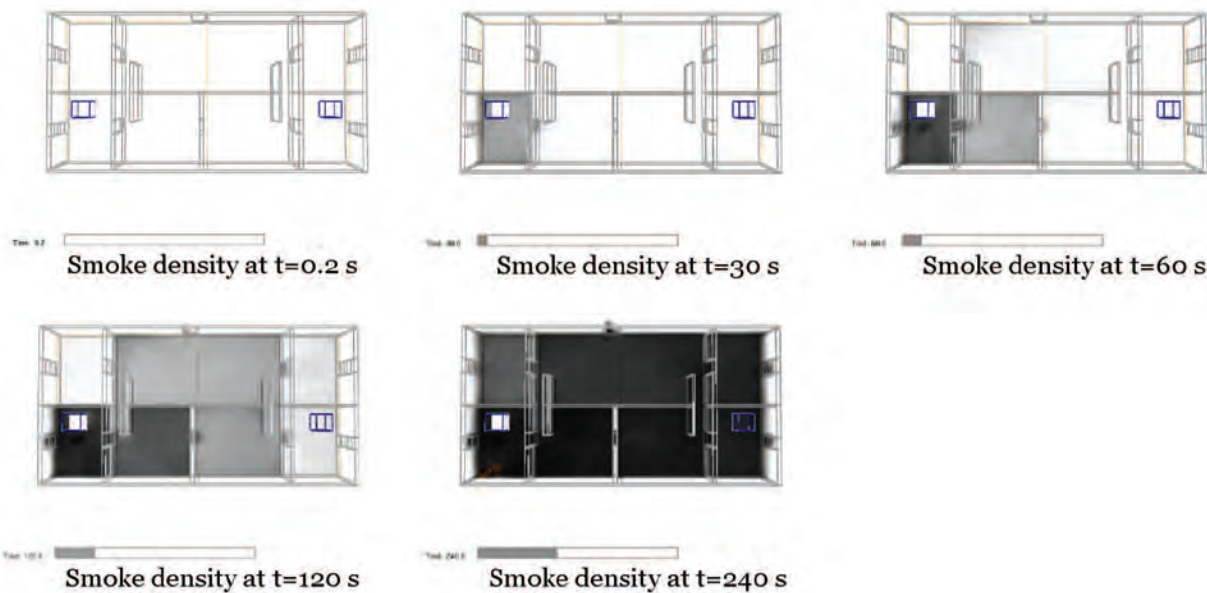 Smoke density at t=0.2 s
Smoke density at t=30 s
Smoke density at t=60 s
Smoke density at t=120 s
Smoke density at t=240 s